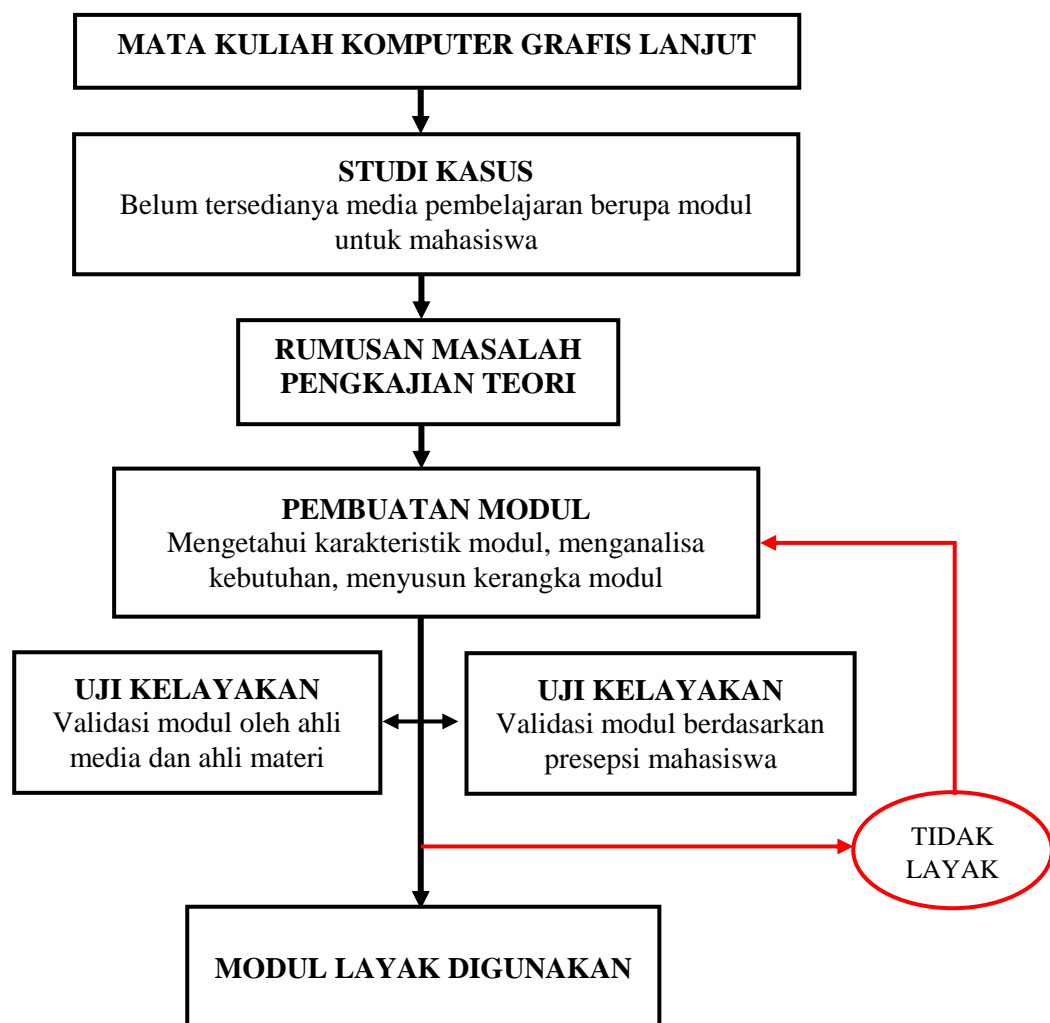 MATA KULIAH KOMPUTER GRAFIS LANJUT
STUDI KASUS
Belum tersedianya media pembelajaran berupa modul
untuk mahasiswa
RUMUSAN MASALAH
PENGKAJIAN TEORI
PEMBUATAN MODUL
Mengetahui karakteristik modul, menganalisa
kebutuhan, menyusun kerangka modul
UJI KELAYAKAN
Validasi modul oleh ahli
media dan ahli materi
UJI KELAYAKAN
Validasi modul berdasarkan
presepsi mahasiswa
TIDAK
LAYAK
MODUL LAYAK DIGUNAKAN